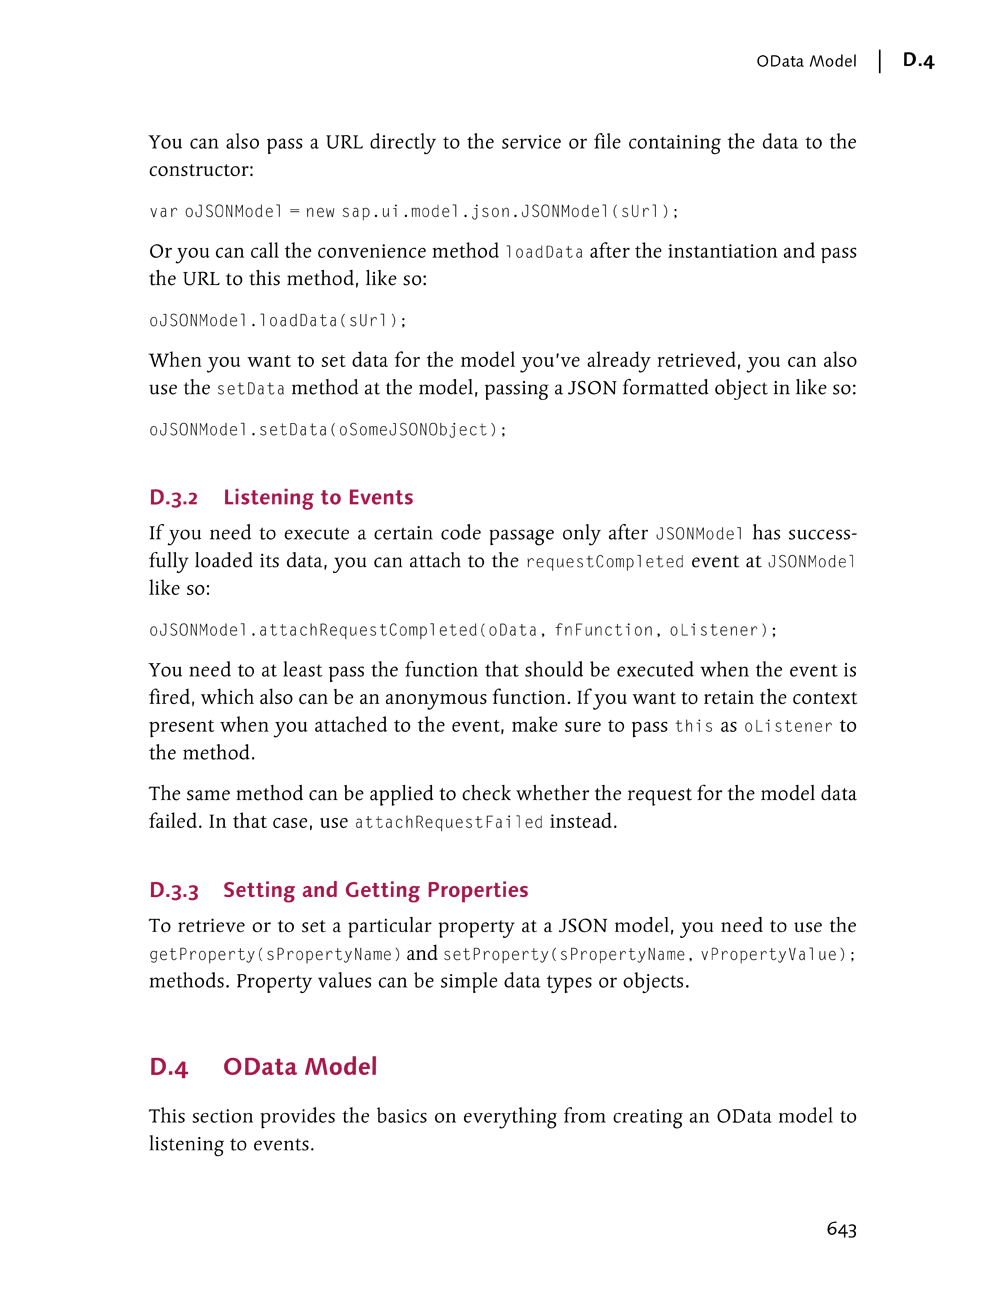 OData Model | D.4
You can also pass a URL directly to the service or file containing the data to the
constructor:
var oJSONModel = new sap.ui.model.json.JSONModel(sUrl);
Or you can call the convenience method loadData after the instantiation and pass
the URL to this method, like so:
oJSONModel.loadData(sUrl);
When you want to set data for the model you've already retrieved, you can also
use the setData method at the model, passing a JSON formatted object in like so:
oJSONModel.setData(oSomeJSONObject);
D.3.2 Listening to Events
If you need to execute a certain code passage only after JSONModel has success-
fully loaded its data, you can attach to the requestCompleted event at JSONModel
like so:
oJSONModel.attachRequestCompleted(oData, fnFunction, oListener);
You need to at least pass the function that should be executed when the event is
fired, which also can be an anonymous function. If you want to retain the context
present when you attached to the event, make sure to pass this as oListener to
the method.
The same method can be applied to check whether the request for the model data
failed. In that case, use attachRequestFailed instead.
D.3.3 Setting and Getting Properties
To retrieve or to set a particular property at a JSON model, you need to use the
getProperty(sPropertyName) and setProperty(sPropertyName, vPropertyValue);
methods. Property values can be simple data types or objects.
D.4 OData Model
This section provides the basics on everything from creating an OData model to
listening to events.
643